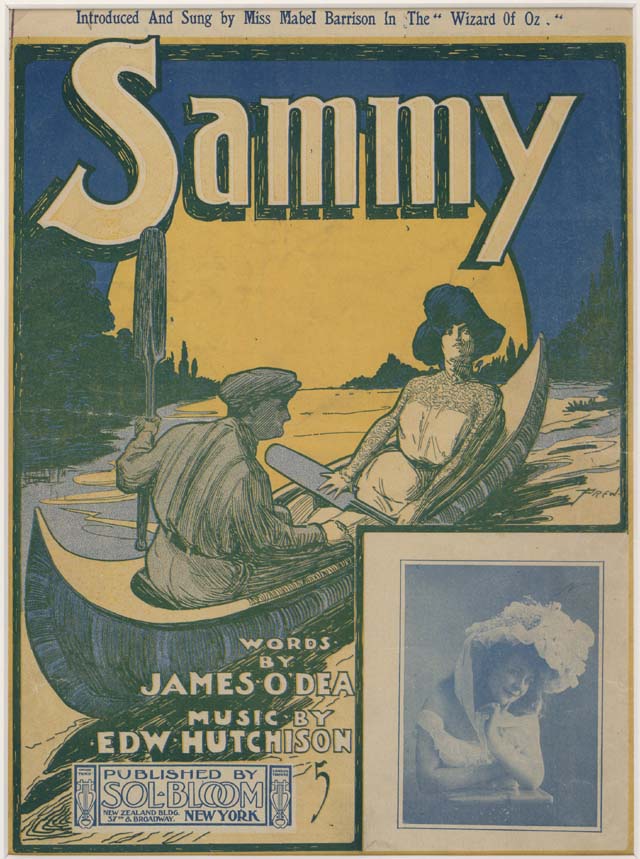 Introduced And Sung by Miss Mabel Barrison In The "Wizard Of Oz."
Sammy
FREW.
WORDS
BY
JAMES O'DEA
MUSIC BY
EDW HUTCHISON
5
PUBLISHED BY
SOL BLOOM
NEW ZEALAND BLDG.
37TH & BROADWAY. NEW YORK